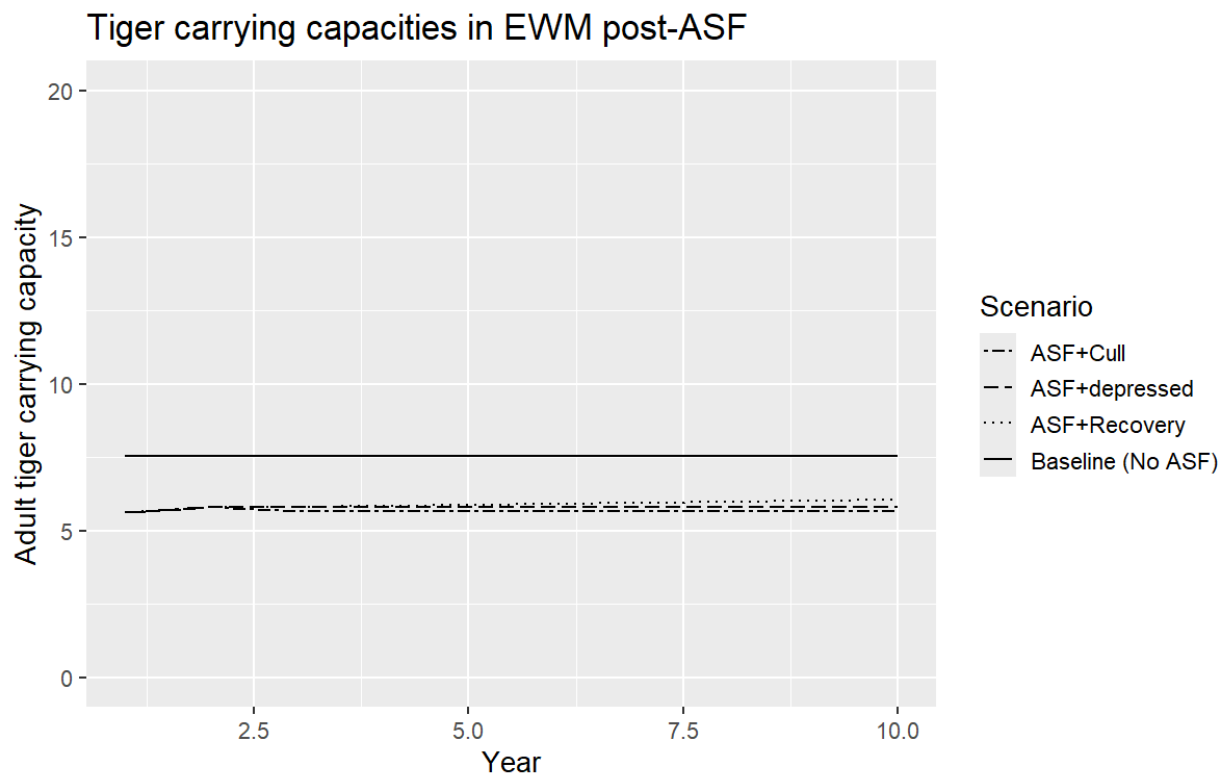 Tiger carrying capacities in EWM post-ASF
20
15
10
5
0
Adult tiger carrying capacity
2.5 5.0 7.5 10.0
Year
Scenario
ASF+Cull
ASF+depressed
ASF+Recovery
Baseline (No ASF)